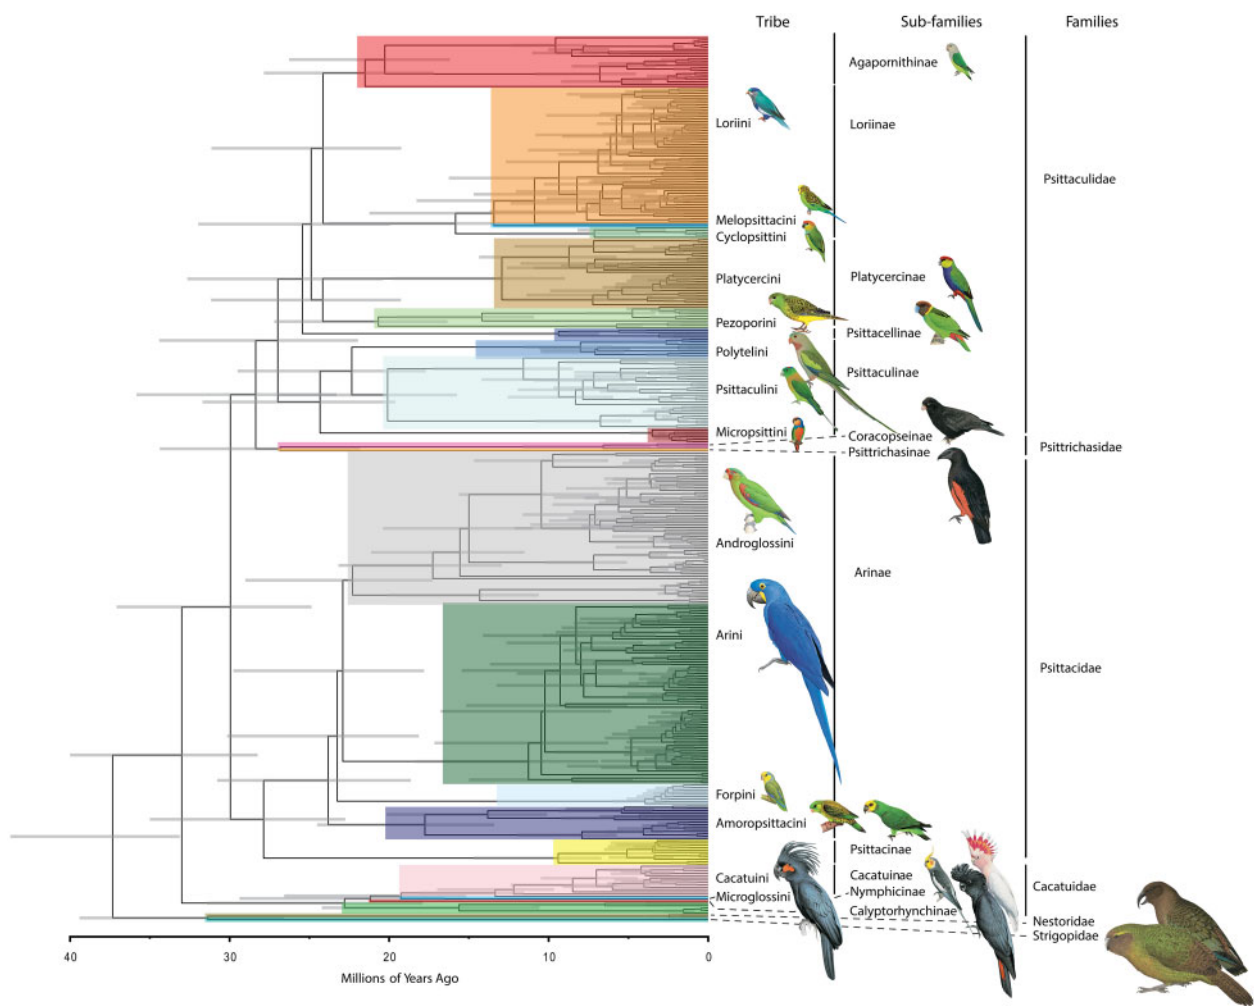 Tribe Sub-families Families
Agapornithinae
Loriini Loriinae
Psittaculidae
Melopsittacini
Cyclopsittini
Platycercini Platycercinae
Pezoporini
Psittacellinae
Polytelini
Psittaculinae
Psittaculini
Micropsittini
Coracopseinae
Psittrichasidae
Psittrichasinae
Androglossini
Arinae
Arini
Psittacidae
Forpini
Amoropsittacini
Psittacinae
Cacatuini Cacatuinae
Cacatuidae
Microglossini Nymphicinae
Calyptorhynchinae
Nestoridae
Strigopidae
40 30 20 10 0
Millions of Years Ago